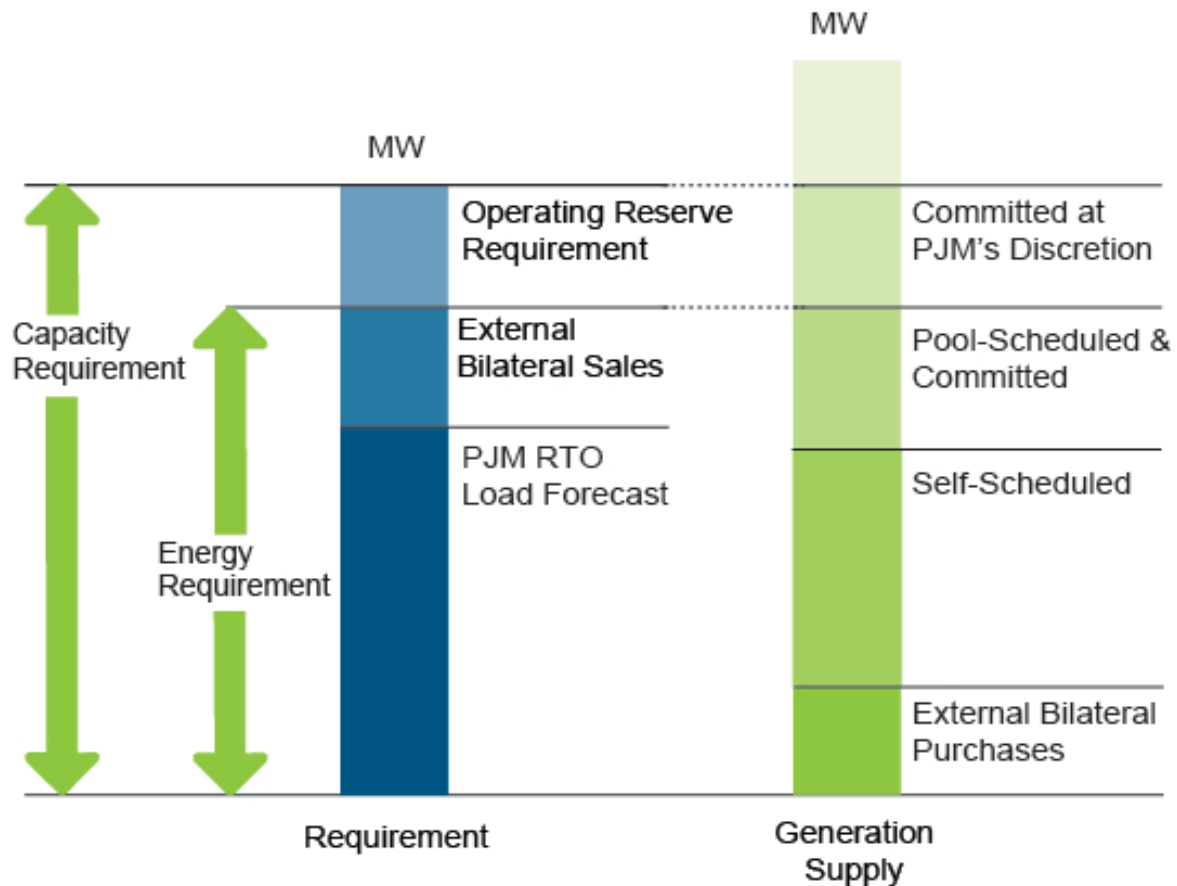 MW
MW
Operating Reserve
Requirement
Committed at
PJM's Discretion
Capacity
Requirement
External
Bilateral Sales
Pool-Scheduled &
Committed
PJM RTO
Load Forecast
Self-Scheduled
Energy
Requirement
External Bilateral
Purchases
Requirement
Generation
Supply